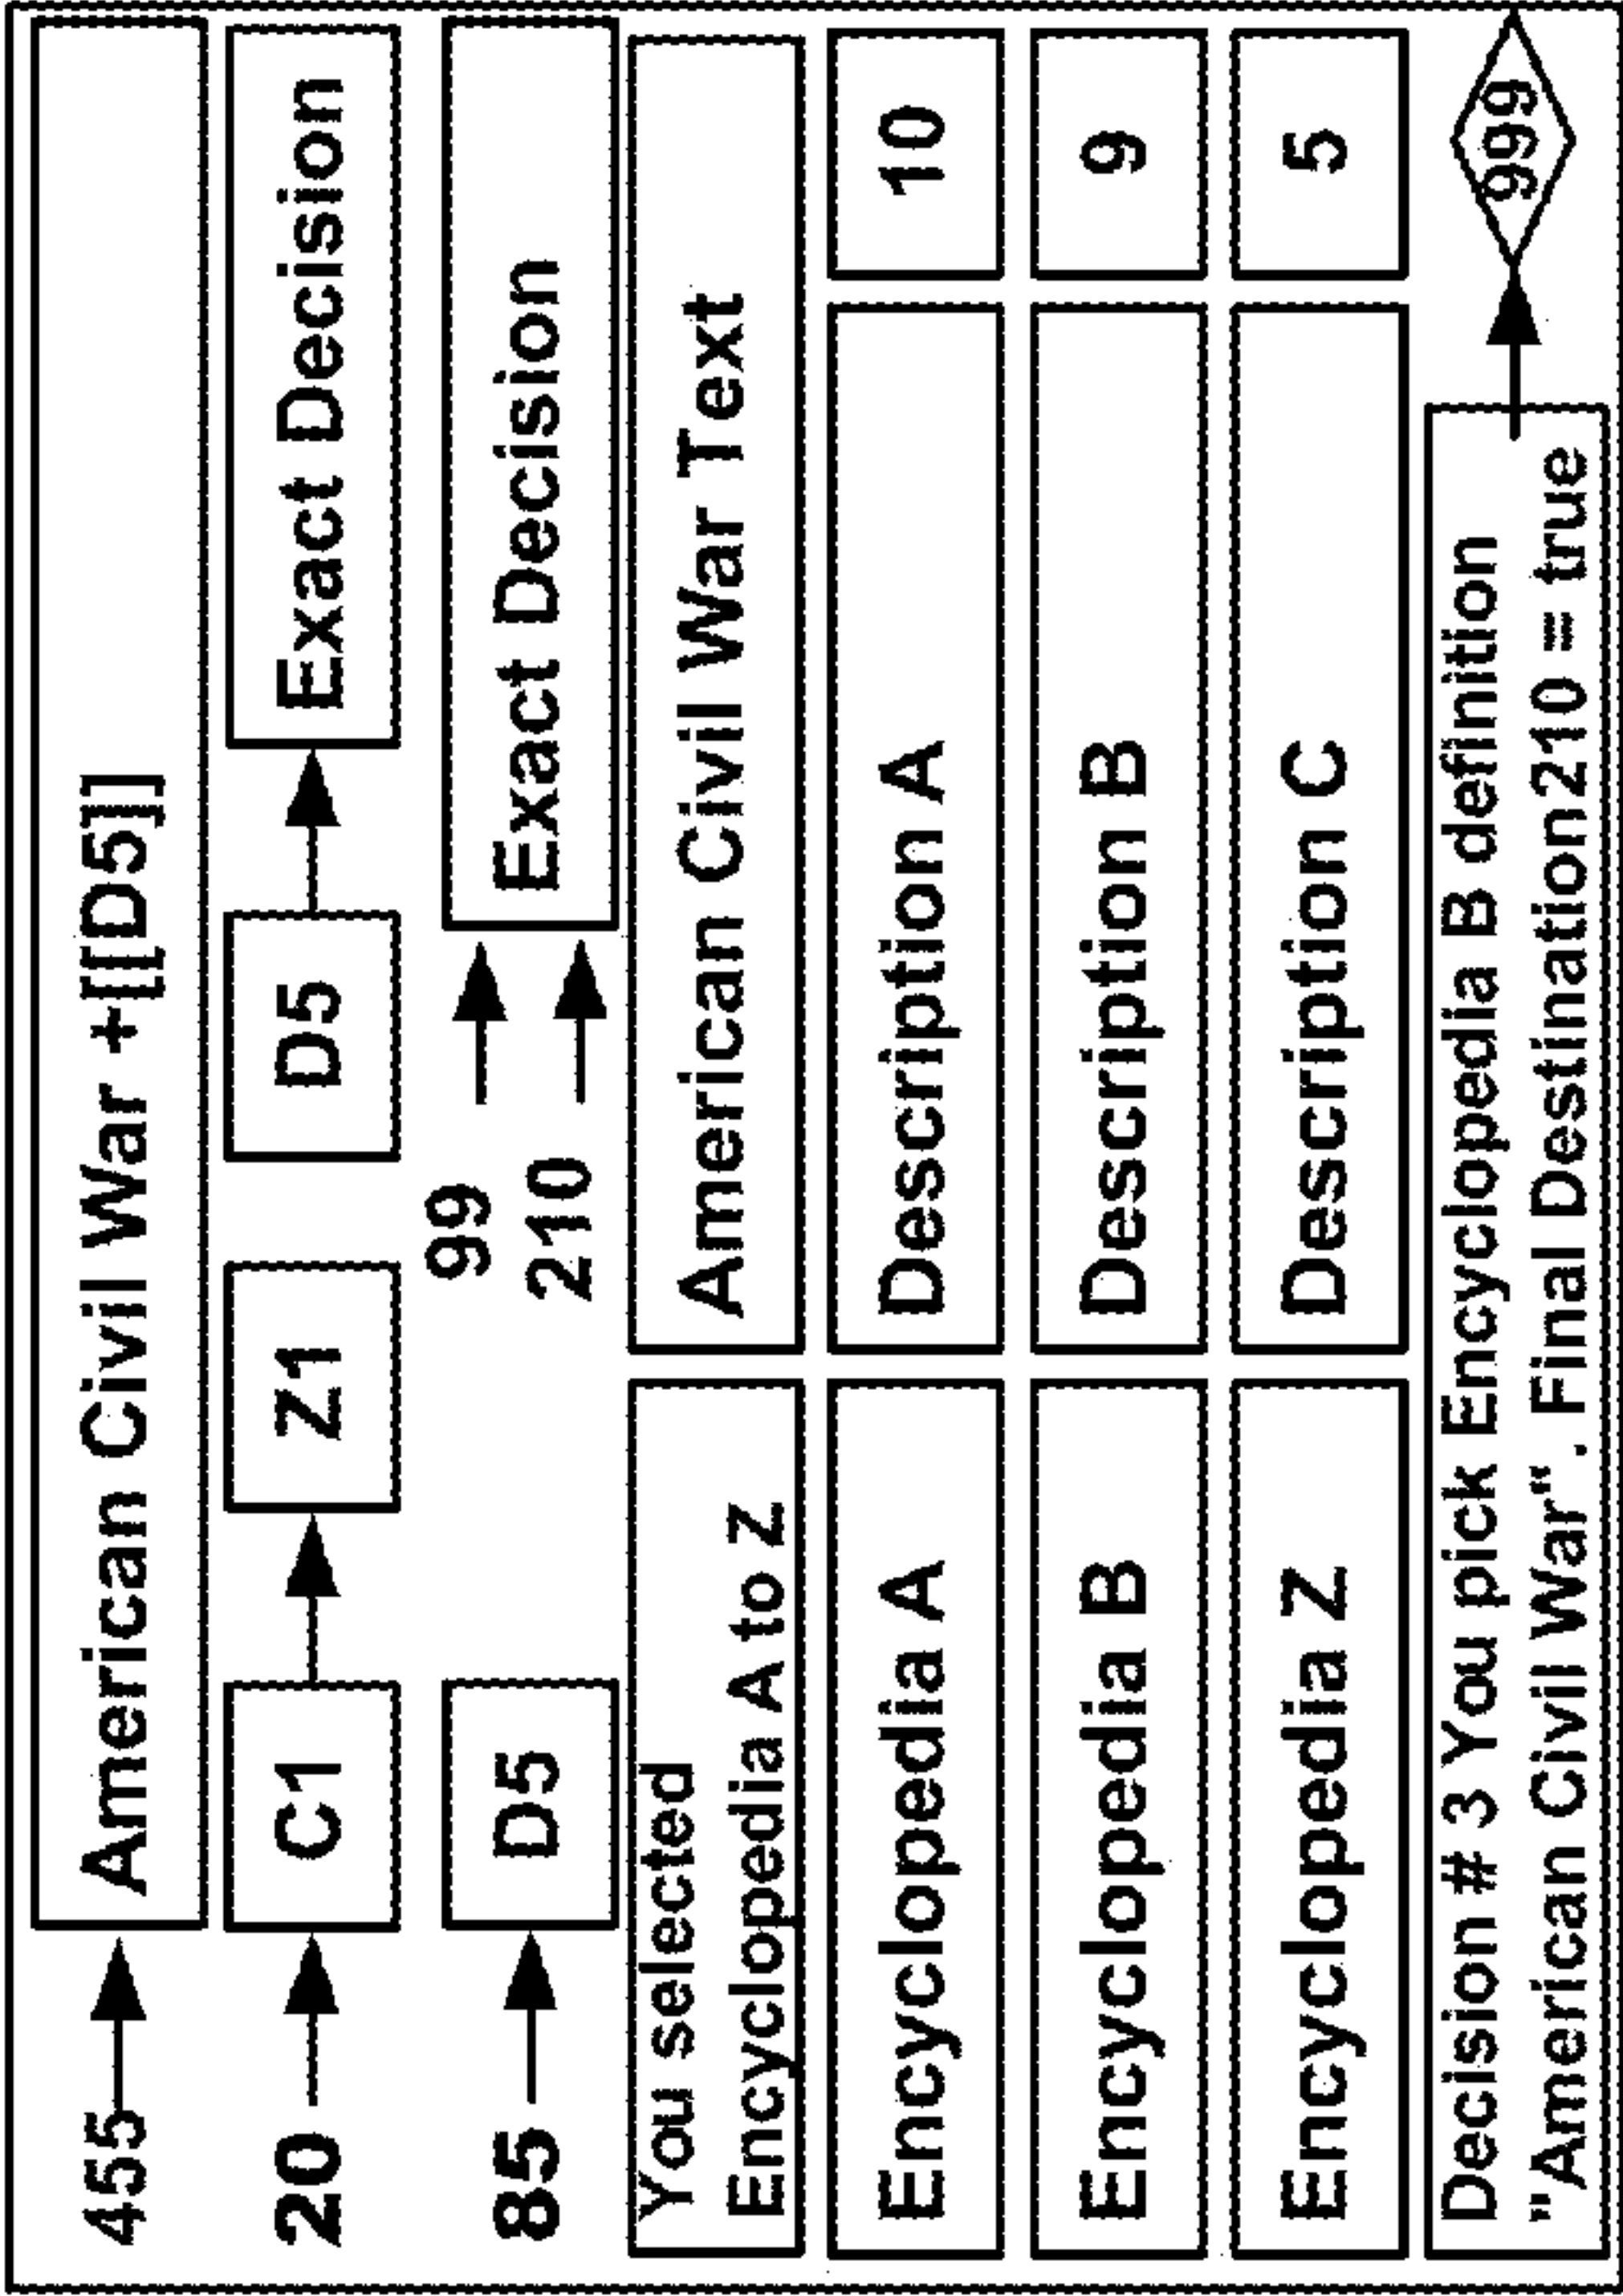 455 American Civil War +[[D5]]
20 C1 Z1 D5 Exact Decision
85 D5 99 210 Exact Decision
You selected
Encyclopedia A to Z
American Civil War Text
Encyclopedia A Description A 10
Encyclopedia B Description B 9
Encyclopedia Z Description C 5
Decision # 3 You pick Encyclopedia B definition
"American Civil War". Final Destination210 = true
999